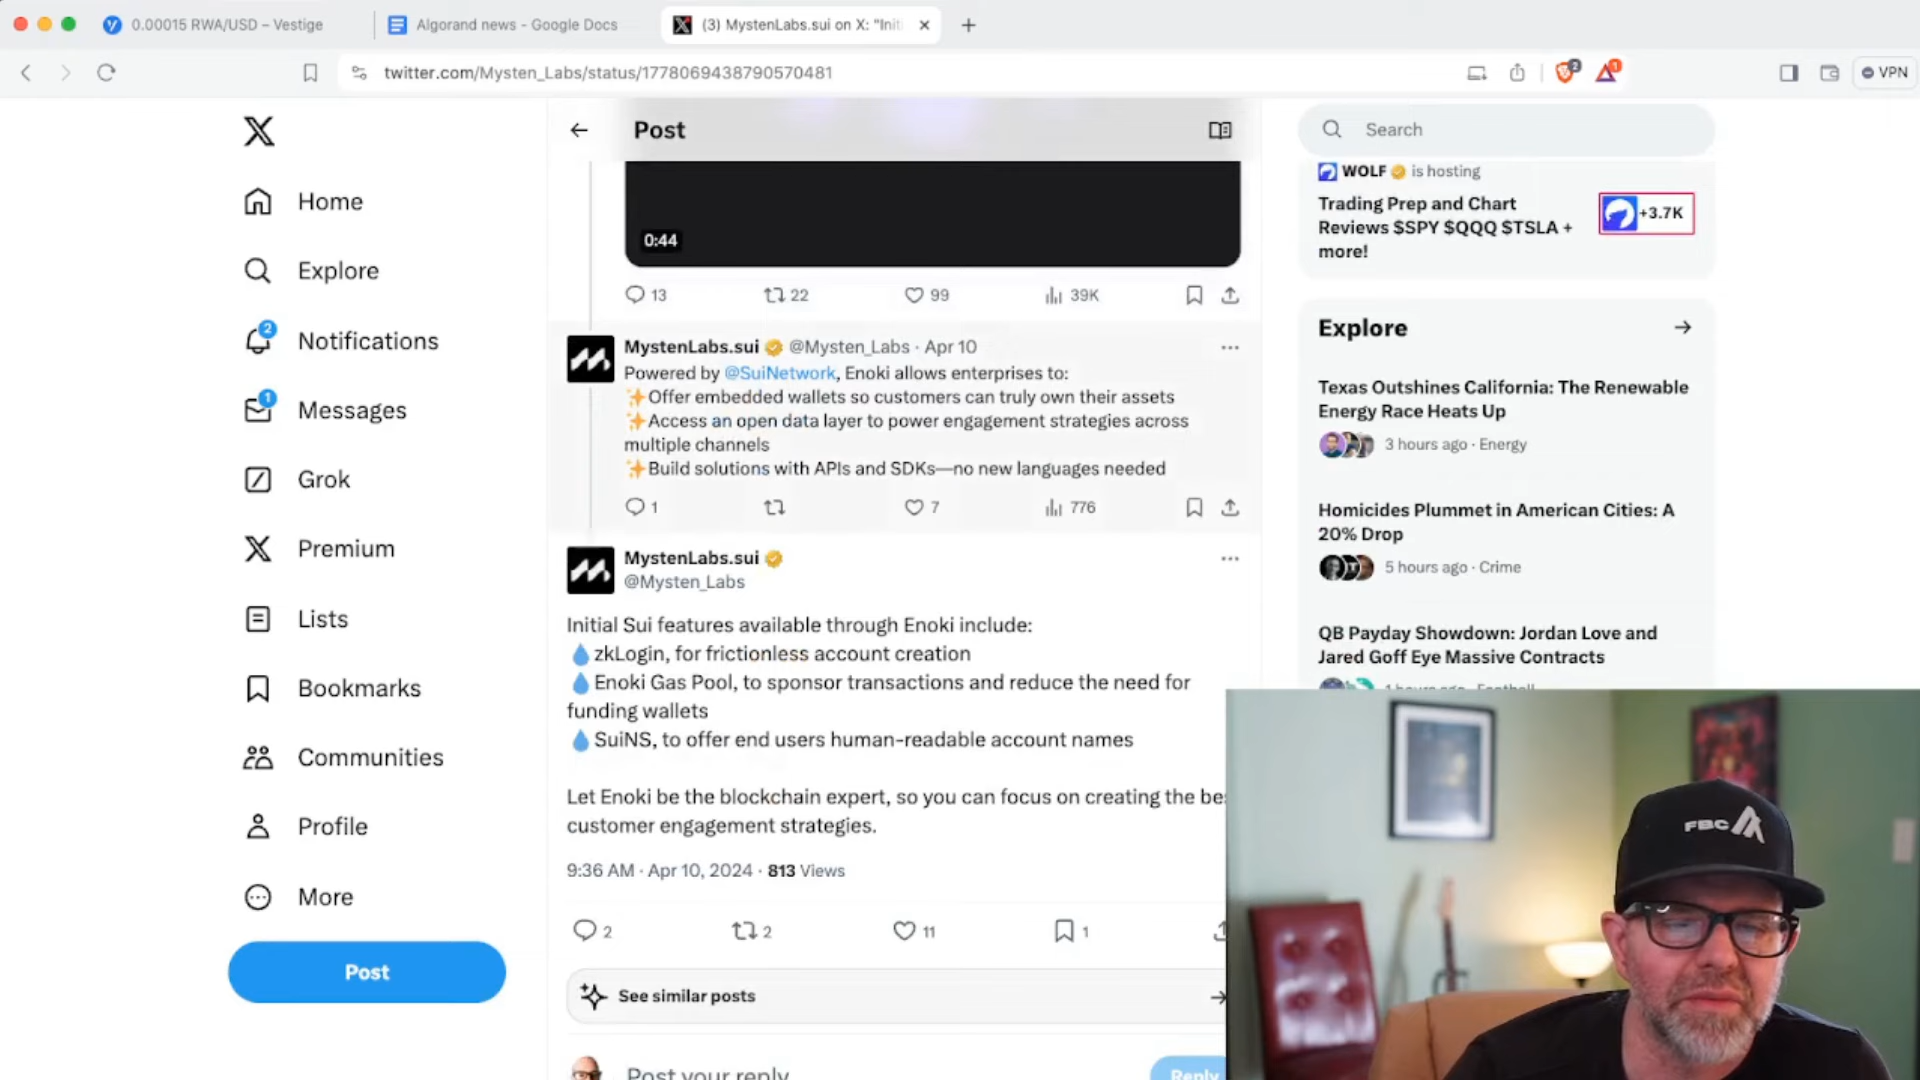 0.00015 RWA/USD – Vestige
Algorand news - Google Docs
(3) MystenLabs.sui on X: "Initi
twitter.com/Mysten_Labs/status/1778069438790570481
2
1
VPN
Post
Search
Home
Explore
2
Notifications
1
Messages
Grok
Premium
Lists
Bookmarks
Communities
Profile
More
Post
0:44
13
22
99
39K
MystenLabs.sui @Mysten_Labs · Apr 10
Powered by @SuiNetwork, Enoki allows enterprises to:
✨Offer embedded wallets so customers can truly own their assets
✨Access an open data layer to power engagement strategies across
multiple channels
✨Build solutions with APIs and SDKs—no new languages needed
1
7
776
MystenLabs.sui
@Mysten_Labs
Initial Sui features available through Enoki include:
💧zkLogin, for frictionless account creation
💧Enoki Gas Pool, to sponsor transactions and reduce the need for
funding wallets
💧SuiNS, to offer end users human-readable account names
Let Enoki be the blockchain expert, so you can focus on creating the be
customer engagement strategies.
9:36 AM · Apr 10, 2024 · 813 Views
2
2
11
1
See similar posts
Post your reply
Reply
WOLF is hosting
Trading Prep and Chart
Reviews $SPY $QQQ $TSLA +
more!
+3.7K
Explore
Texas Outshines California: The Renewable
Energy Race Heats Up
3 hours ago · Energy
Homicides Plummet in American Cities: A
20% Drop
5 hours ago · Crime
QB Payday Showdown: Jordan Love and
Jared Goff Eye Massive Contracts
hours ago · Football
FBC